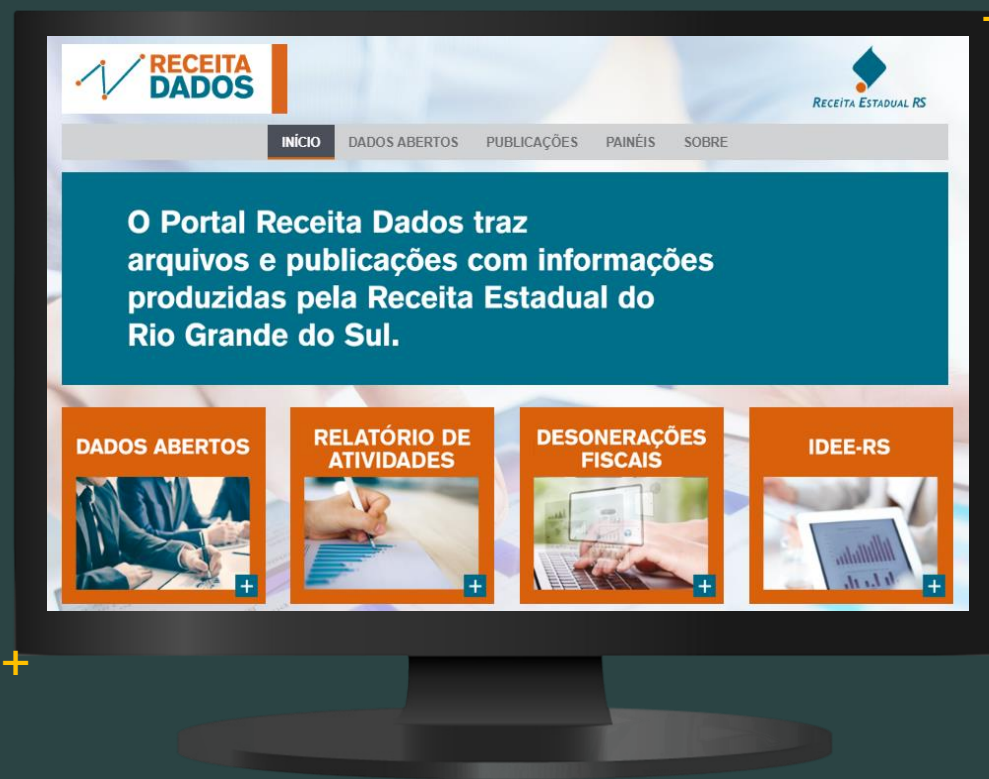 RECEITA
DADOS
RECEITA ESTADUAL RS
INÍCIO DADOS ABERTOS PUBLICAÇÕES PAINÉIS SOBRE
O Portal Receita Dados traz
arquivos e publicações com informações
produzidas pela Receita Estadual do
Rio Grande do Sul.
DADOS ABERTOS
RELATÓRIO DE
ATIVIDADES
DESONERAÇÕES
FISCAIS
IDEE-RS